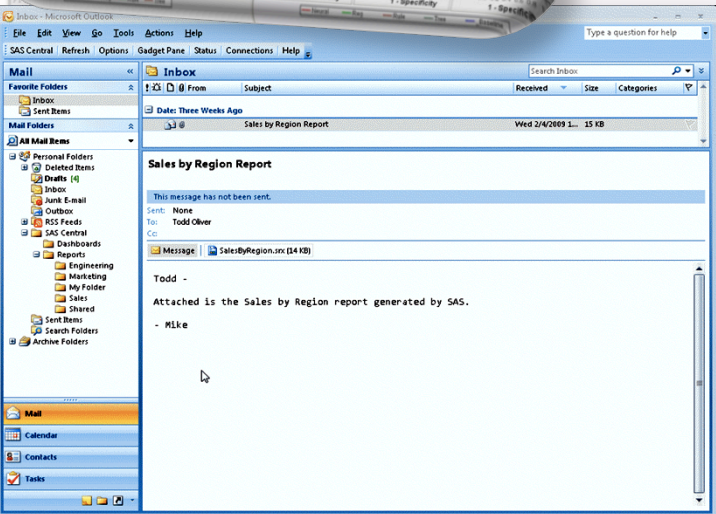 1 - Specificity
1 - Specificity
Inbox - Microsoft Outlook
File Edit View Go Tools Actions Help
Type a question for help
SAS Central Refresh Options Gadget Pane Status Connections Help
Mail «
Favorite Folders
Inbox
Sent Items
Mail Folders
All Mail Items
Personal Folders
Deleted Items
Drafts [4]
Inbox
Junk E-mail
Outbox
RSS Feeds
SAS Central
Dashboards
Reports
Engineering
Marketing
My Folder
Sales
Shared
Sent Items
Search Folders
Archive Folders
Mail
Calendar
Contacts
Tasks
Inbox
Search Inbox
From Subject Received Size Categories
Date: Three Weeks Ago
Sales by Region Report Wed 2/4/2009 1... 15 KB
Sales by Region Report
This message has not been sent.
Sent: None
To: Todd Oliver
Cc:
Message SalesByRegion.srx (14 KB)
Todd -
Attached is the Sales by Region report generated by SAS.
- Mike